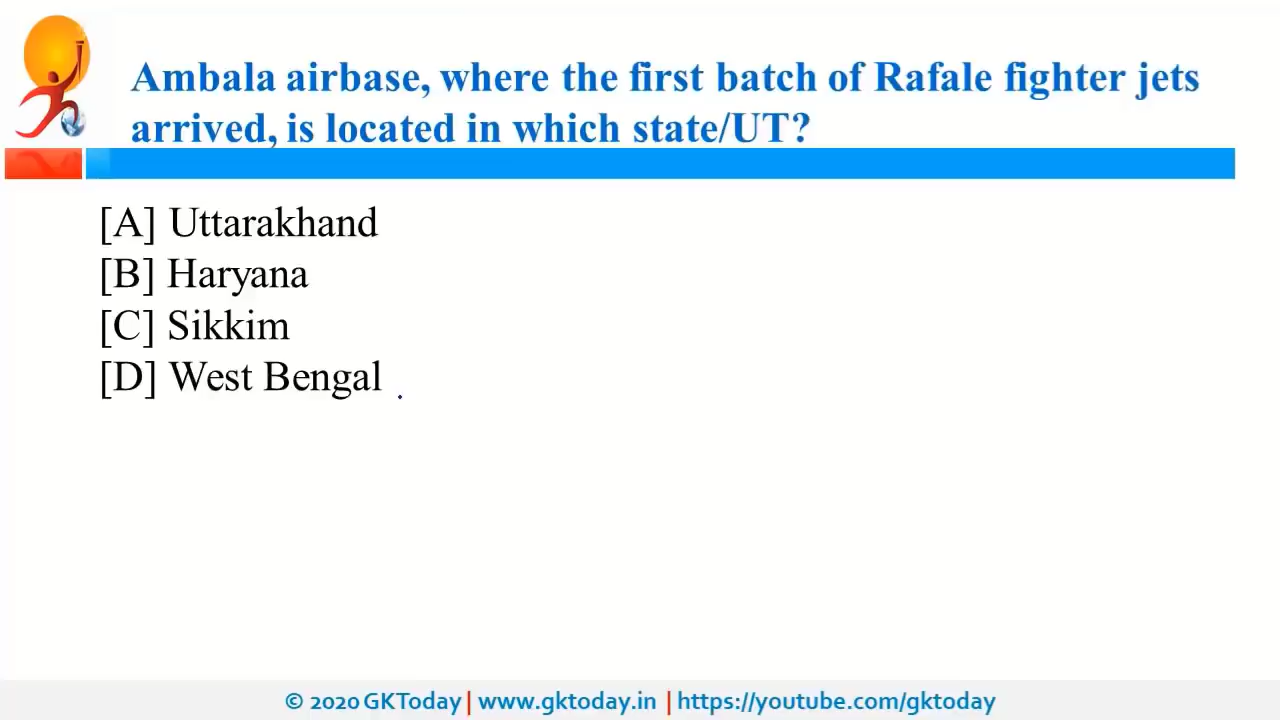 Ambala airbase, where the first batch of Rafale fighter jets
arrived, is located in which state/UT?
[A] Uttarakhand
[B] Haryana
[C] Sikkim
[D] West Bengal
© 2020 GKToday | www.gktoday.in | https://youtube.com/gktoday